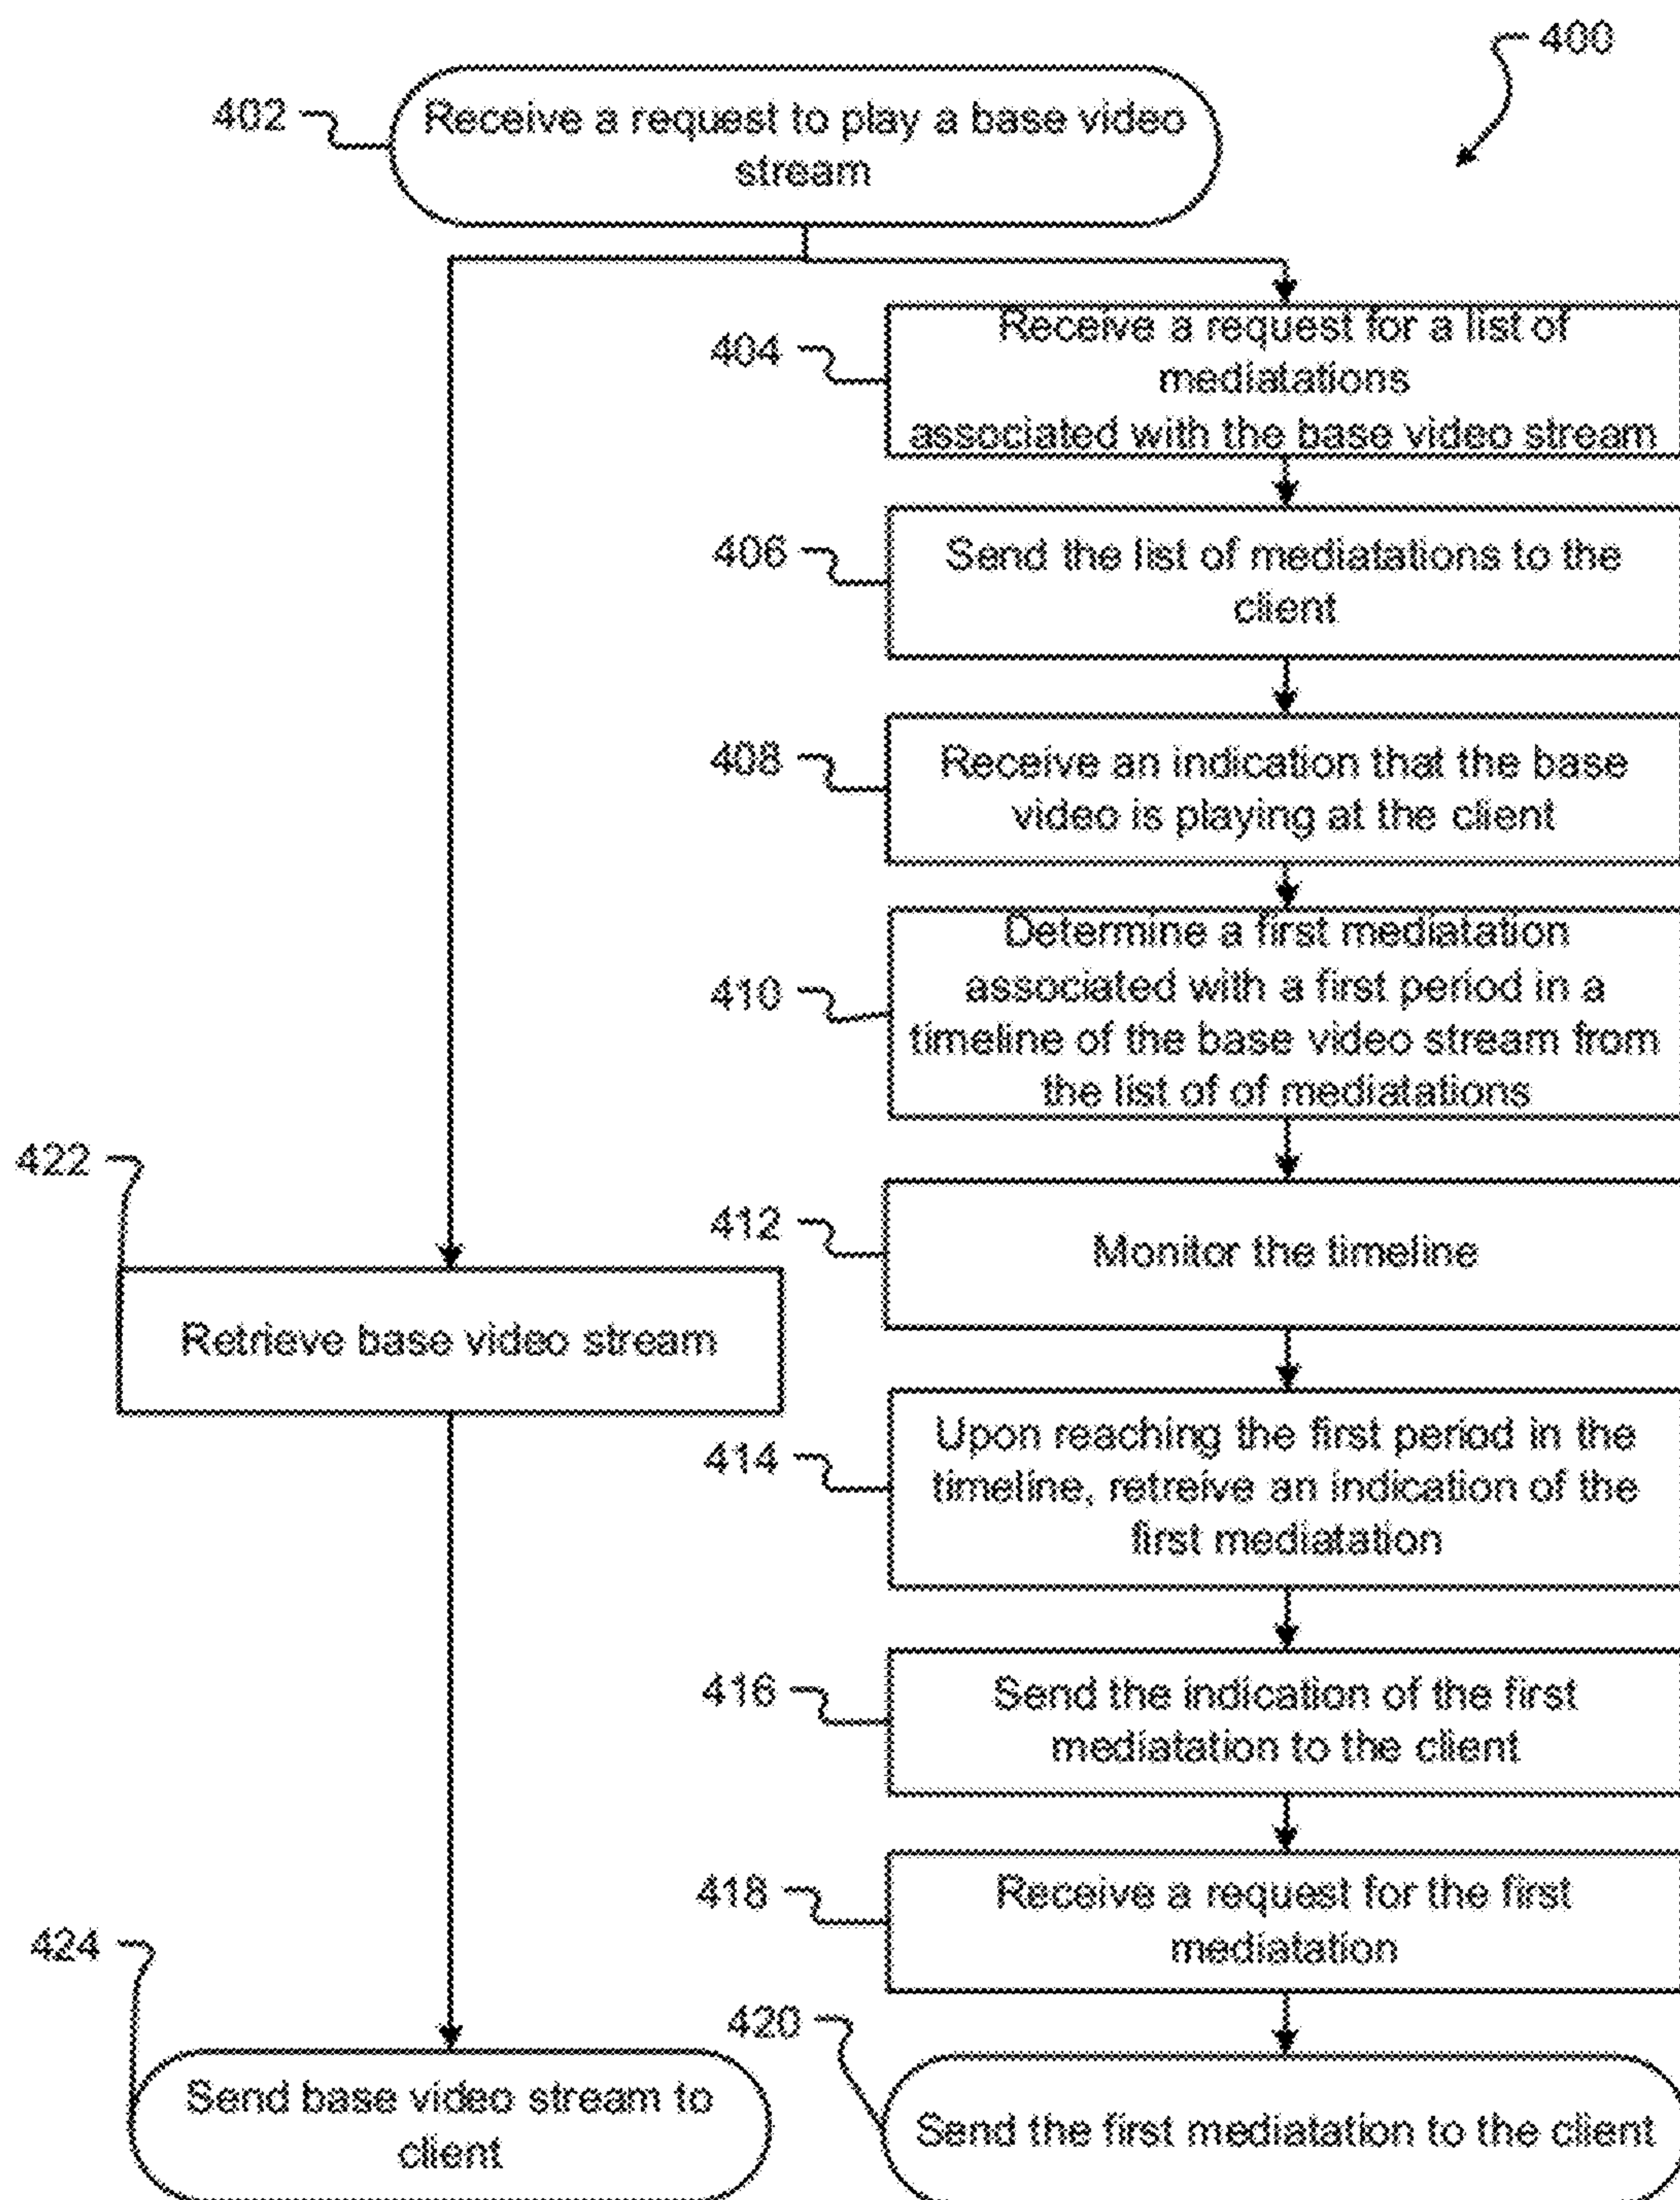 400
402
Receive a request to play a base video
stream
404
Receive a request for a list of
mediatations
associated with the base video stream
406
Send the list of mediatations to the
client
408
Receive an indication that the base
video is playing at the client
410
Determine a first mediatation
associated with a first period in a
timeline of the base video stream from
the list of of mediatations
412
Monitor the timeline
414
Upon reaching the first period in the
timeline, retreive an indication of the
first mediatation
416
Send the indication of the first
mediatation to the client
418
Receive a request for the first
mediatation
420
Send the first mediatation to the client
422
Retrieve base video stream
424
Send base video stream to
client